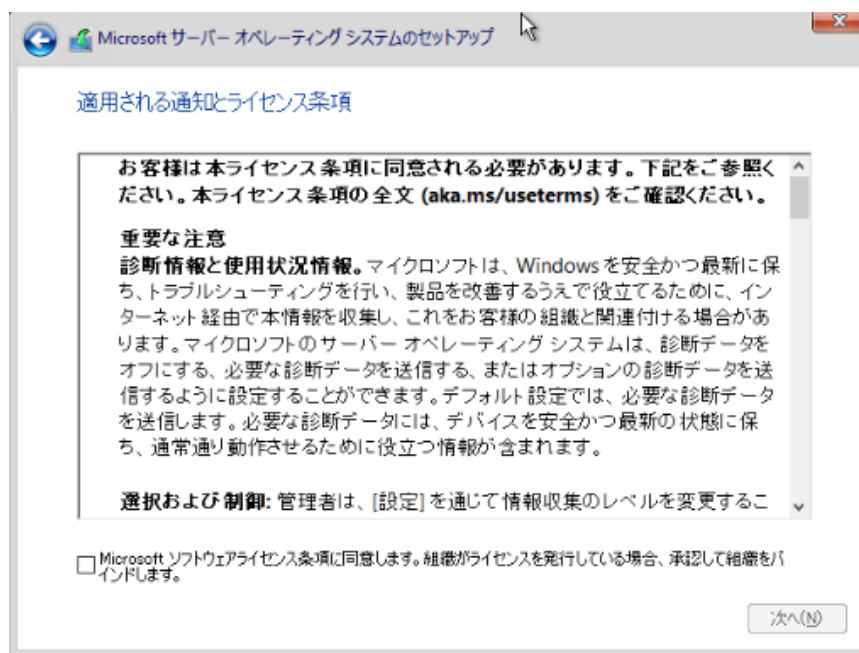 Microsoft サーバー オペレーティング システムのセットアップ
適用される通知とライセンス条項
お客様は本ライセンス条項に同意される必要があります。下記をご参照く
ださい。本ライセンス条項の全文 (aka.ms/useterms) をご確認ください。
重要な注意
診断情報と使用状況情報。マイクロソフトは、Windows を安全かつ最新に保
ち、トラブルシューティングを行い、製品を改善するうえで役立てるために、イン
ターネット経由で本情報を収集し、これをお客様の組織と関連付ける場合があ
ります。マイクロソフトのサーバー オペレーティング システムは、診断データを
オフにする、必要な診断データを送信する、またはオプションの診断データを送
信するように設定することができます。デフォルト設定では、必要な診断データ
を送信します。必要な診断データには、デバイスを安全かつ最新の状態に保
ち、通常通り動作させるために役立つ情報が含まれます。
選択および制御: 管理者は、[設定] を通じて情報収集のレベルを変更するこ
Microsoft ソフトウェアライセンス条項に同意します。組織がライセンスを発行している場合、承認して組織をバ
インドします。
次へ(N)